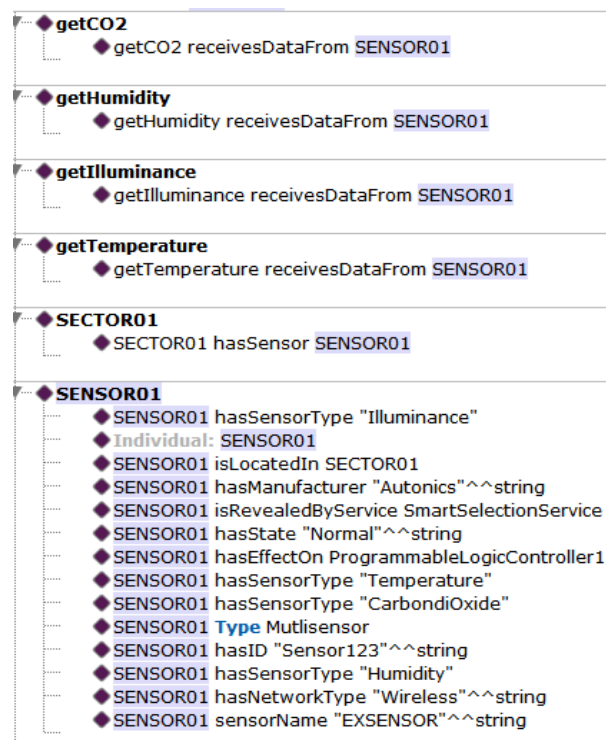 getCO2
getCO2 receivesDataFrom SENSOR01
getHumidity
getHumidity receivesDataFrom SENSOR01
getIlluminance
getIlluminance receivesDataFrom SENSOR01
getTemperature
getTemperature receivesDataFrom SENSOR01
SECTOR01
SECTOR01 hasSensor SENSOR01
SENSOR01
SENSOR01 hasSensorType "Illuminance"
Individual: SENSOR01
SENSOR01 isLocatedIn SECTOR01
SENSOR01 hasManufacturer "Autonics"^^string
SENSOR01 isRevealedByService SmartSelectionService
SENSOR01 hasState "Normal"^^string
SENSOR01 hasEffectOn ProgrammableLogicController1
SENSOR01 hasSensorType "Temperature"
SENSOR01 hasSensorType "CarbondiOxide"
SENSOR01 Type Mutlisensor
SENSOR01 hasID "Sensor123"^^string
SENSOR01 hasSensorType "Humidity"
SENSOR01 hasNetworkType "Wireless"^^string
SENSOR01 sensorName "EXSENSOR"^^string